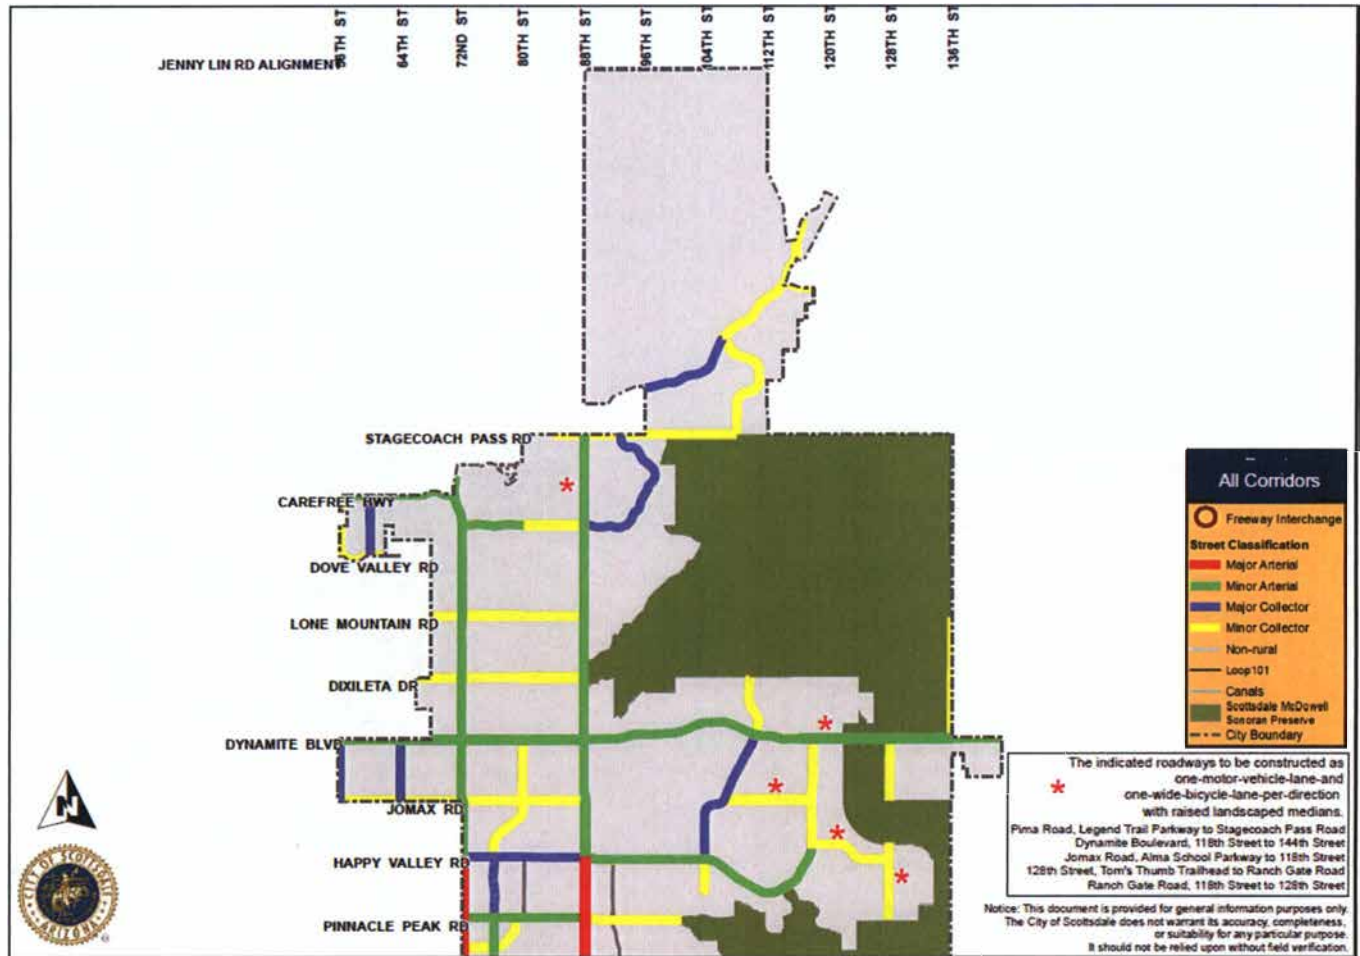 56TH ST
64TH ST
72ND ST
80TH ST
88TH ST
96TH ST
104TH ST
112TH ST
120TH ST
128TH ST
136TH ST
JENNY LIN RD ALIGNMENT
STAGECOACH PASS RD
CAREFREE HWY
DOVE VALLEY RD
LONE MOUNTAIN RD
DIXILETA DR
DYNAMITE BLVD
JOMAX RD
HAPPY VALLEY RD
PINNACLE PEAK RD
N
CITY OF SCOTTSDALE
ARIZONA
All Corridors
Freeway Interchange
Street Classification
Major Arterial
Minor Arterial
Major Collector
Minor Collector
Non-rural
Loop101
Canals
Scottsdale McDowell
Sonoran Preserve
City Boundary
The indicated roadways to be constructed as
one-motor-vehicle-lane-and
one-wide-bicycle-lane-per-direction
with raised landscaped medians.
Pima Road, Legend Trail Parkway to Stagecoach Pass Road
Dynamite Boulevard, 118th Street to 144th Street
Jomax Road, Alma School Parkway to 118th Street
128th Street, Tom's Thumb Trailhead to Ranch Gate Road
Ranch Gate Road, 118th Street to 128th Street
Notice: This document is provided for general information purposes only.
The City of Scottsdale does not warrant its accuracy, completeness,
or suitability for any particular purpose.
It should not be relied upon without field verification.